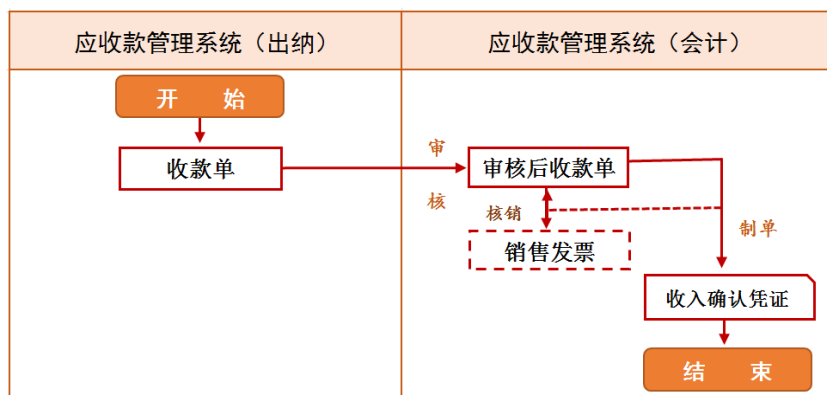 应收款管理系统（出纳）
应收款管理系统（会计）
开 始
收款单
审
核
审核后收款单
核销
销售发票
制单
收入确认凭证
结 束